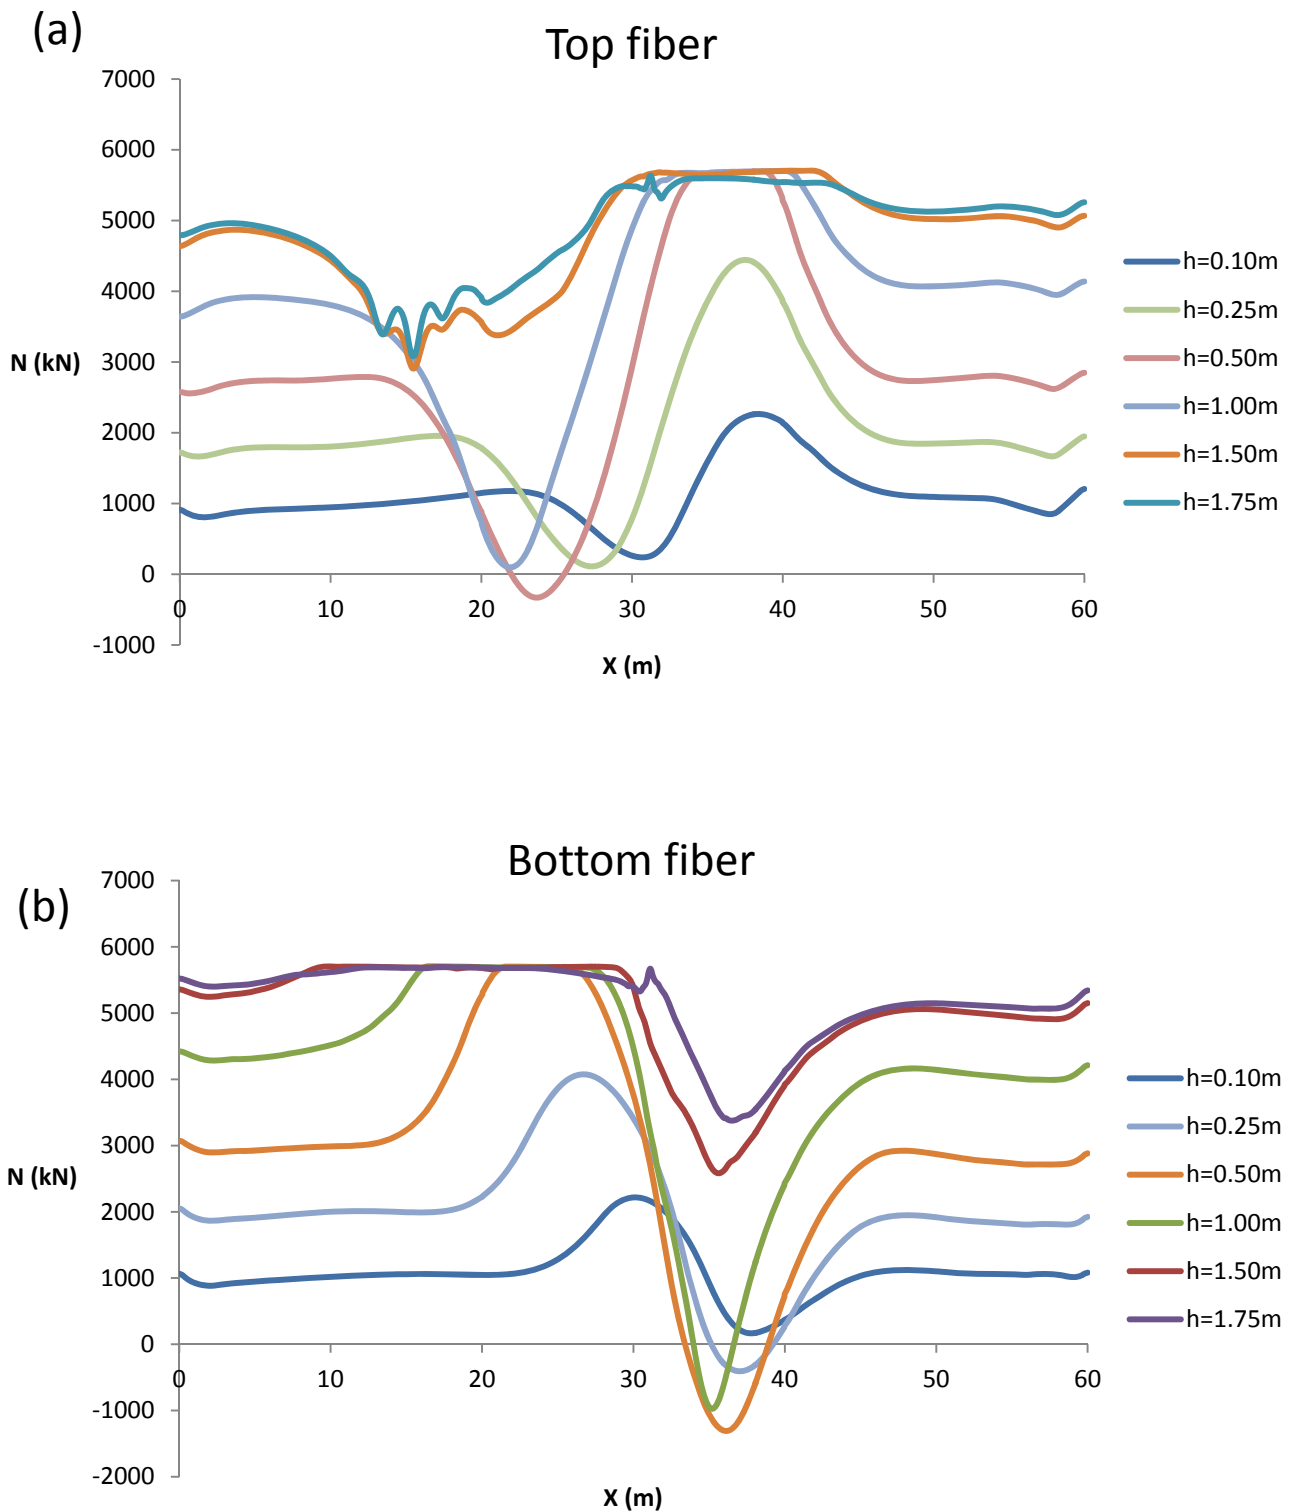 (a)
Top fiber
7000
6000
5000
4000
3000
2000
1000
0
-1000
N (kN)
0 10 20 30 40 50 60
X (m)
h=0.10m
h=0.25m
h=0.50m
h=1.00m
h=1.50m
h=1.75m
(b)
Bottom fiber
7000
6000
5000
4000
3000
2000
1000
0
-1000
-2000
N (kN)
0 10 20 30 40 50 60
X (m)
h=0.10m
h=0.25m
h=0.50m
h=1.00m
h=1.50m
h=1.75m